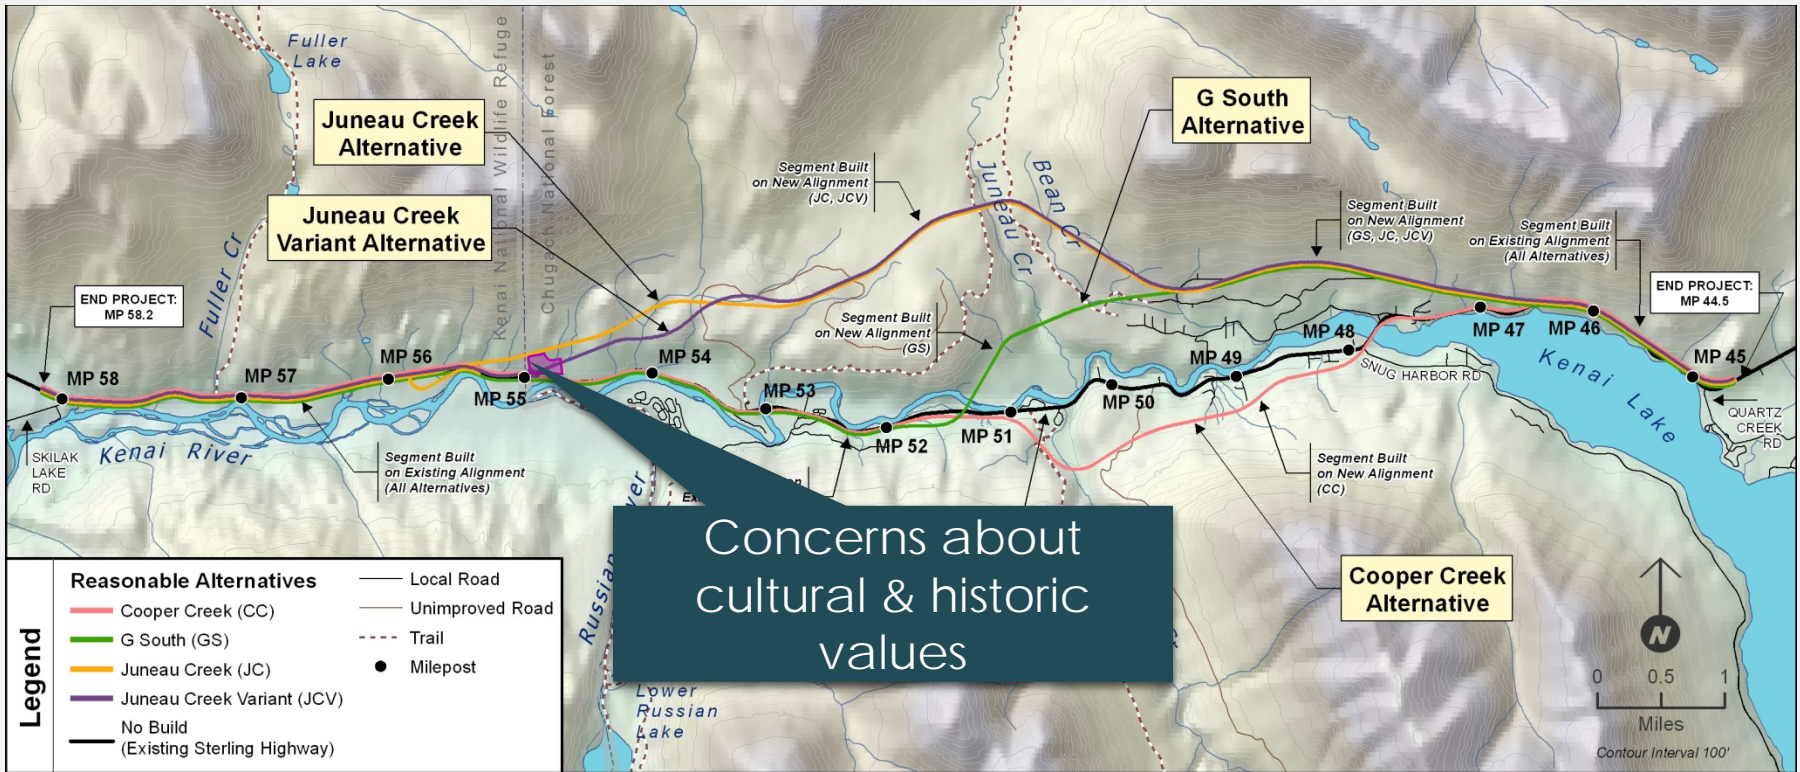 Fuller
Lake
Kenai National Wildlife Refuge
Chugach National Forest
Juneau Creek
Alternative
Juneau Creek
Variant Alternative
Fuller Cr
Segment Built
on New Alignment
(JC, JCV)
Juneau Cr
Bean Cr
G South
Alternative
Segment Built
on New Alignment
(GS, JC, JCV)
Segment Built
on Existing Alignment
(All Alternatives)
END PROJECT:
MP 58.2
END PROJECT:
MP 44.5
Segment Built
on New Alignment
(GS)
MP 58
MP 57
MP 56
MP 55
MP 54
MP 53
MP 52
MP 51
MP 50
MP 49
MP 48
MP 47
MP 46
MP 45
SNUG HARBOR RD
Kenai Lake
QUARTZ
CREEK
RD
SKILAK
LAKE
RD
Kenai River
Segment Built
on Existing Alignment
(All Alternatives)
Segment Built
on New Alignment
(CC)
Concerns about
cultural & historic
values
Cooper Creek
Alternative
Russian
Lower
Russian
Lake
Legend
Reasonable Alternatives
Cooper Creek (CC)
G South (GS)
Juneau Creek (JC)
Juneau Creek Variant (JCV)
No Build
(Existing Sterling Highway)
Local Road
Unimproved Road
Trail
Milepost
N
0 0.5 1
Miles
Contour Interval 100'